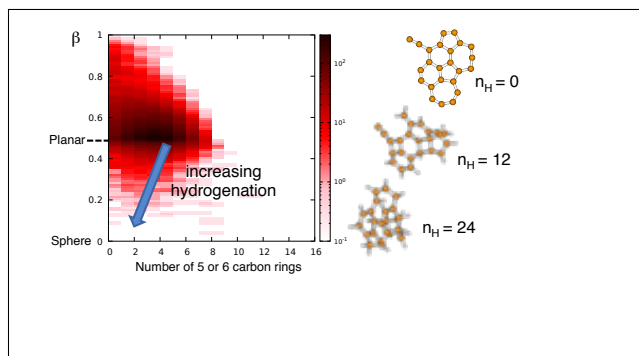 β
1
0.8
0.6
Planar
0.4
0.2
Sphere 0
0 2 4 6 8 10 12 14 16
Number of 5 or 6 carbon rings
increasing
hydrogenation
10²
10¹
10⁰
10⁻¹
n_H = 0
n_H = 12
n_H = 24